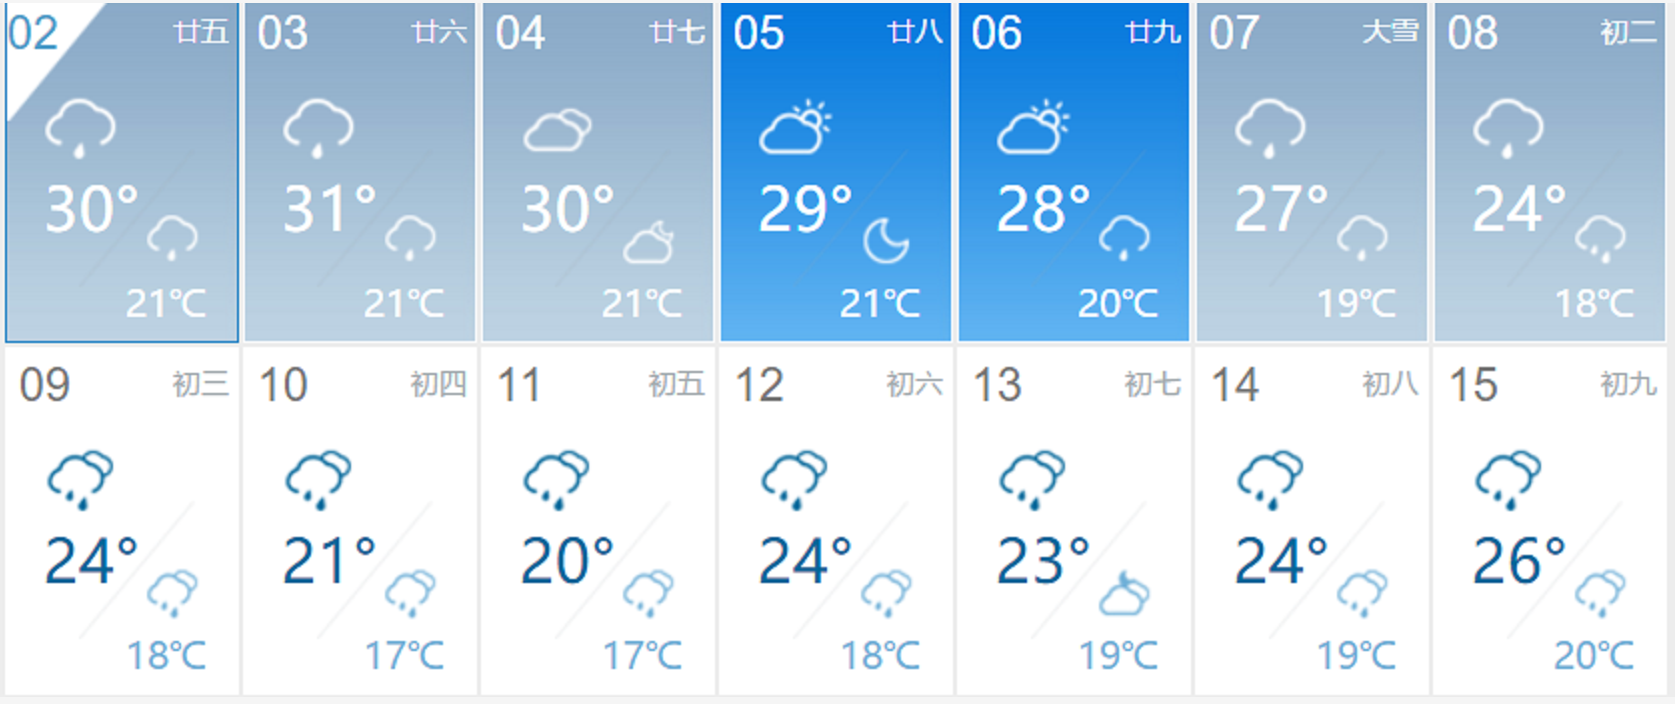 02 廿五 03 廿六 04 廿七 05 廿八 06 廿九 07 大雪 08 初二
30° 31° 30° 29° 28° 27° 24°
21℃ 21℃ 21℃ 21℃ 20℃ 19℃ 18℃
09 初三 10 初四 11 初五 12 初六 13 初七 14 初八 15 初九
24° 21° 20° 24° 23° 24° 26°
18℃ 17℃ 17℃ 18℃ 19℃ 19℃ 20℃